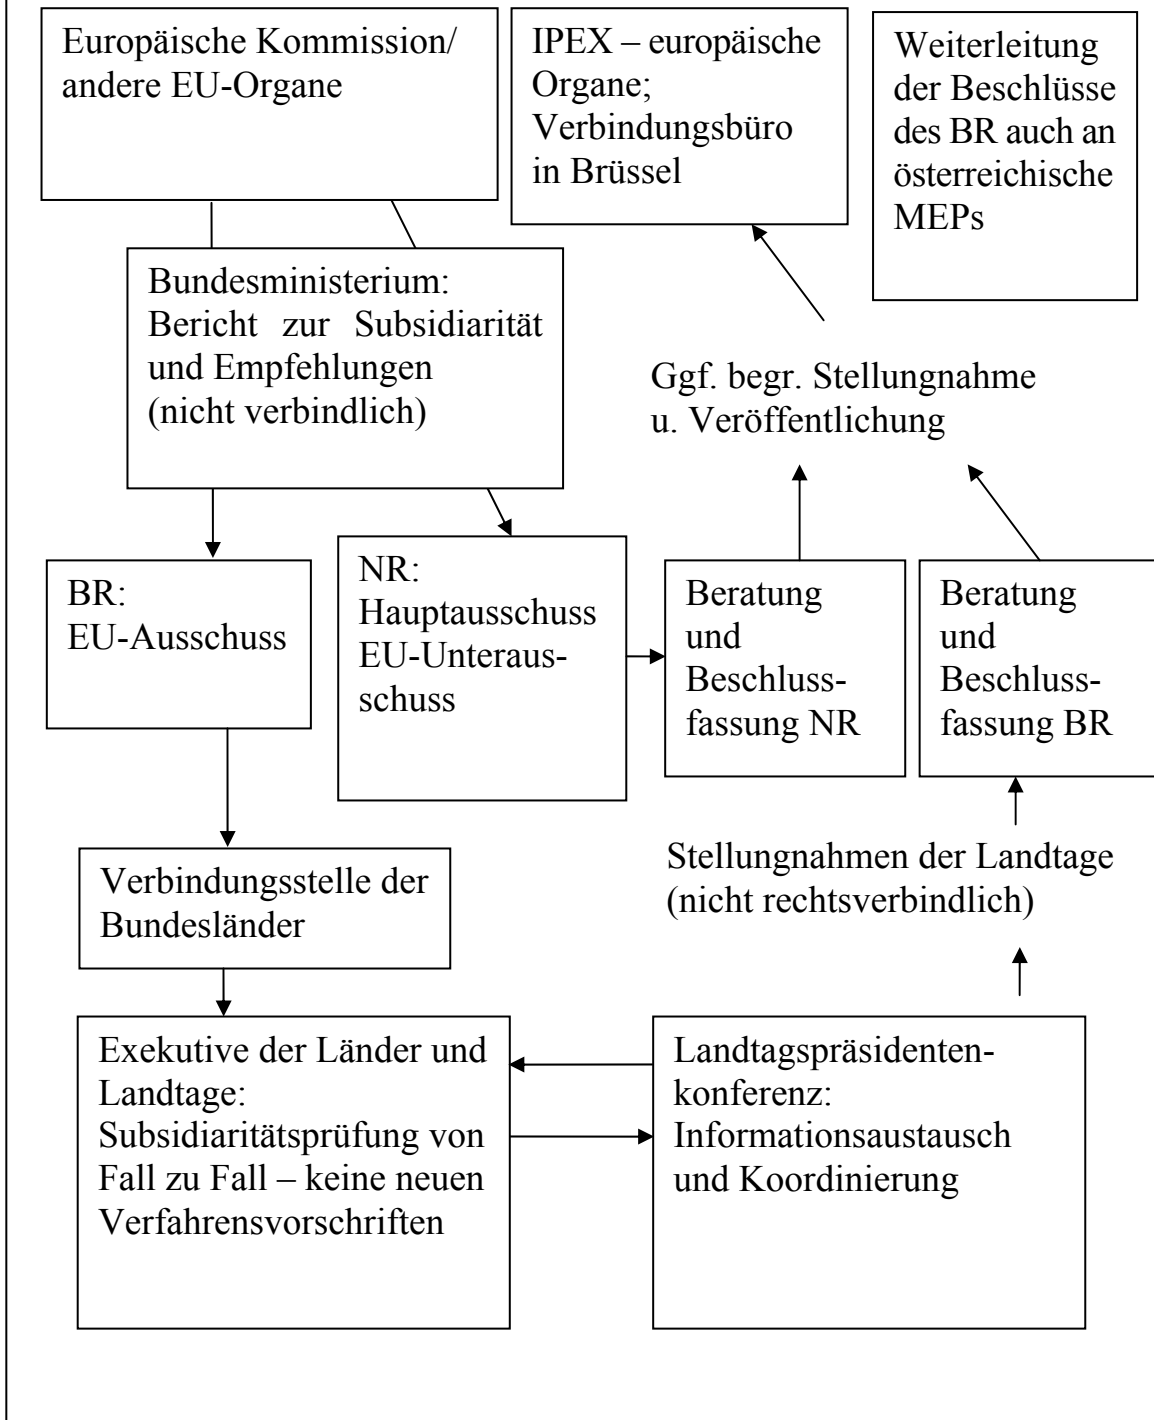 Europäische Kommission/
andere EU-Organe
IPEX – europäische
Organe;
Verbindungsbüro
in Brüssel
Weiterleitung
der Beschlüsse
des BR auch an
österreichische
MEPs
Bundesministerium:
Bericht zur Subsidiarität
und Empfehlungen
(nicht verbindlich)
Ggf. begr. Stellungnahme
u. Veröffentlichung
BR:
EU-Ausschuss
NR:
Hauptausschuss
EU-Unteraus-
schuss
Beratung
und
Beschluss-
fassung NR
Beratung
und
Beschluss-
fassung BR
Verbindungsstelle der
Bundesländer
Stellungnahmen der Landtage
(nicht rechtsverbindlich)
Exekutive der Länder und
Landtage:
Subsidiaritätsprüfung von
Fall zu Fall – keine neuen
Verfahrensvorschriften
Landtagspräsidenten-
konferenz:
Informationsaustausch
und Koordinierung